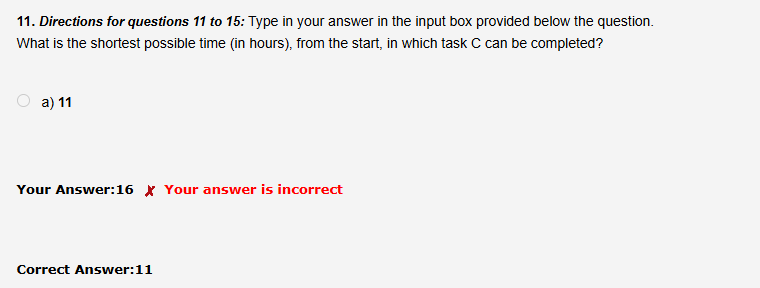 11. Directions for questions 11 to 15: Type in your answer in the input box provided below the question.
What is the shortest possible time (in hours), from the start, in which task C can be completed?
a) 11
Your Answer:16 ✘ Your answer is incorrect
Correct Answer:11